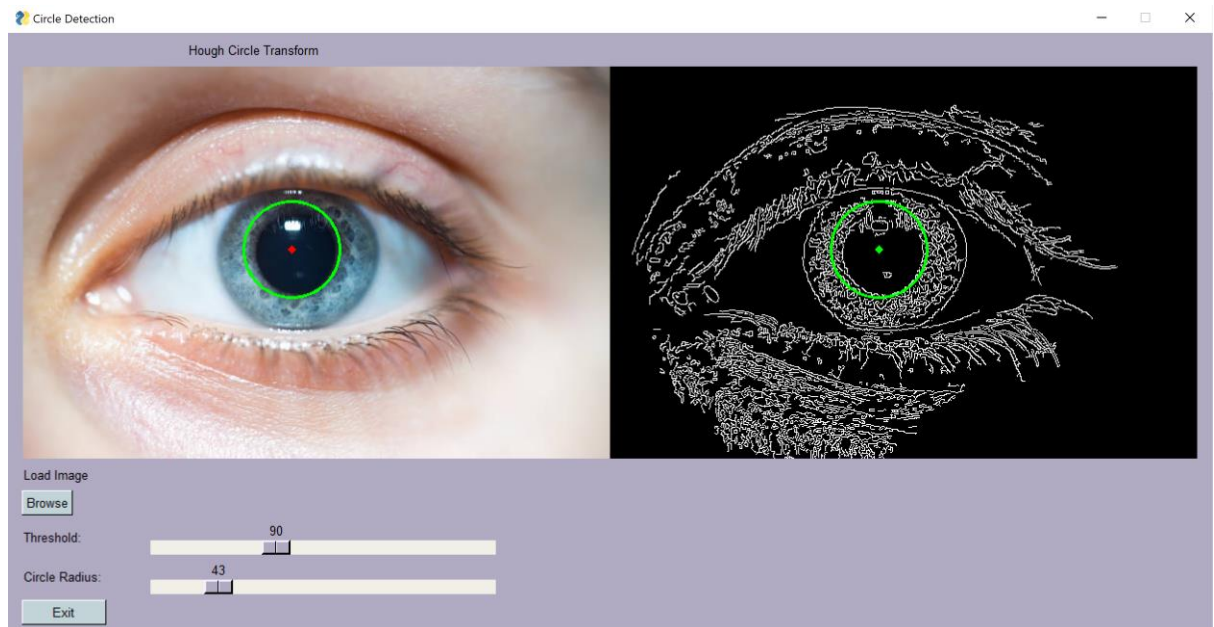 Circle Detection
Hough Circle Transform
Load Image
Browse
90
Threshold:
43
Circle Radius:
Exit